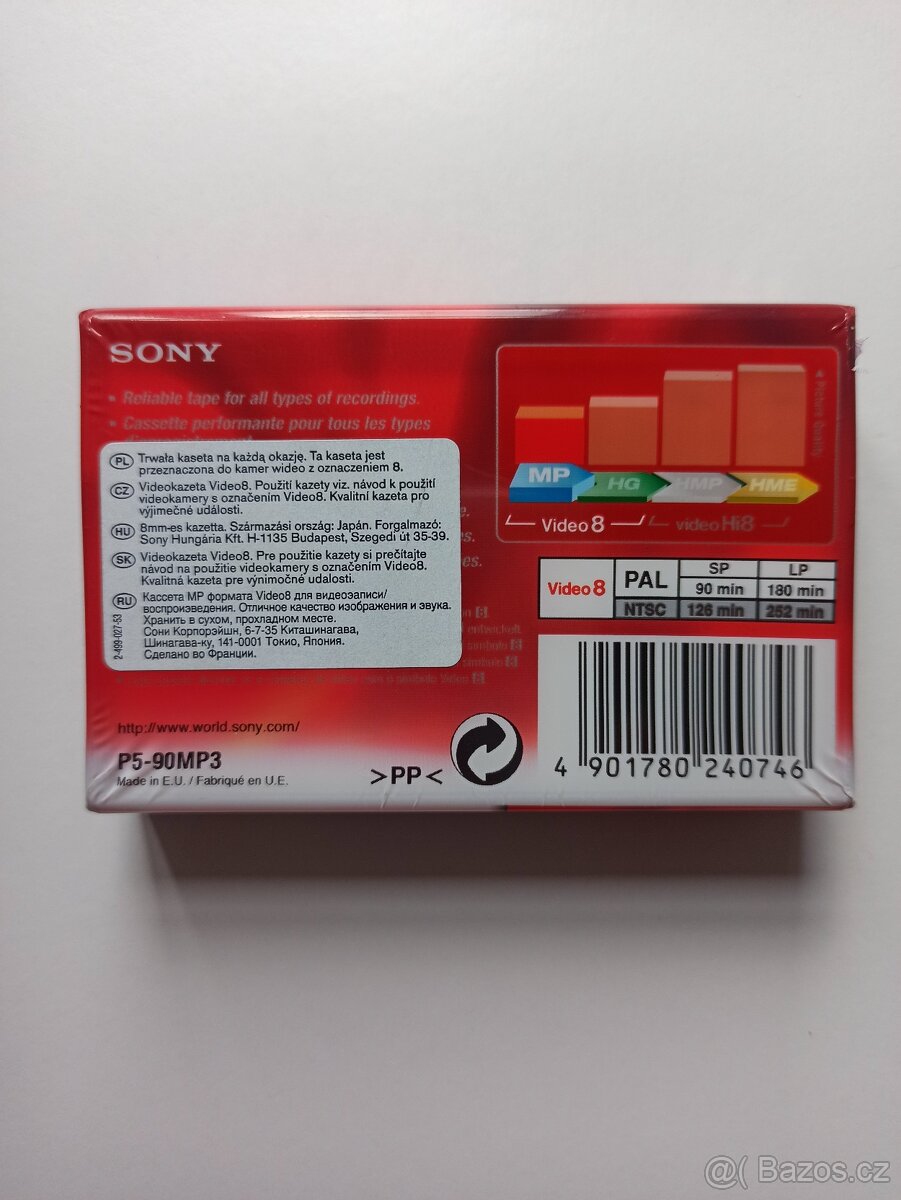 SONY
• Reliable tape for all types of recordings.
• Cassette performante pour tous les types
PL Trwała kaseta na każdą okazję. Ta kaseta jest
przeznaczona do kamer wideo z oznaczeniem 8.
CZ Videokazeta Video8. Použití kazety viz. návod k použití
videokamery s označením Video8. Kvalitní kazeta pro
výjimečné události.
HU 8mm-es kazetta. Származási ország: Japán. Forgalmazó:
Sony Hungária Kft. H-1135 Budapest, Szegedi út 35-39.
SK Videokazeta Video8. Pre použitie kazety si prečítajte
návod na použitie videokamery s označením Video8.
Kvalitná kazeta pre výnimočné udalosti.
RU Кассета MP формата Video8 для видеозаписи/
воспроизведения. Отличное качество изображения и звука.
Хранить в сухом, прохладном месте.
Сони Корпорэйшн, 6-7-35 Киташинагава,
Шинагава-ку, 141-0001 Токио, Япония.
Сделано во Франции.
2-499-027-53
http://www.world.sony.com/
P5-90MP3
Made in E.U. / Fabriqué en U.E.
>PP<
Picture Quality
MP HG HMP HME
Video 8 video Hi8
Video 8 PAL SP LP
90 min 180 min
NTSC 126 min 252 min
4 901780 240746
@( Bazos.cz